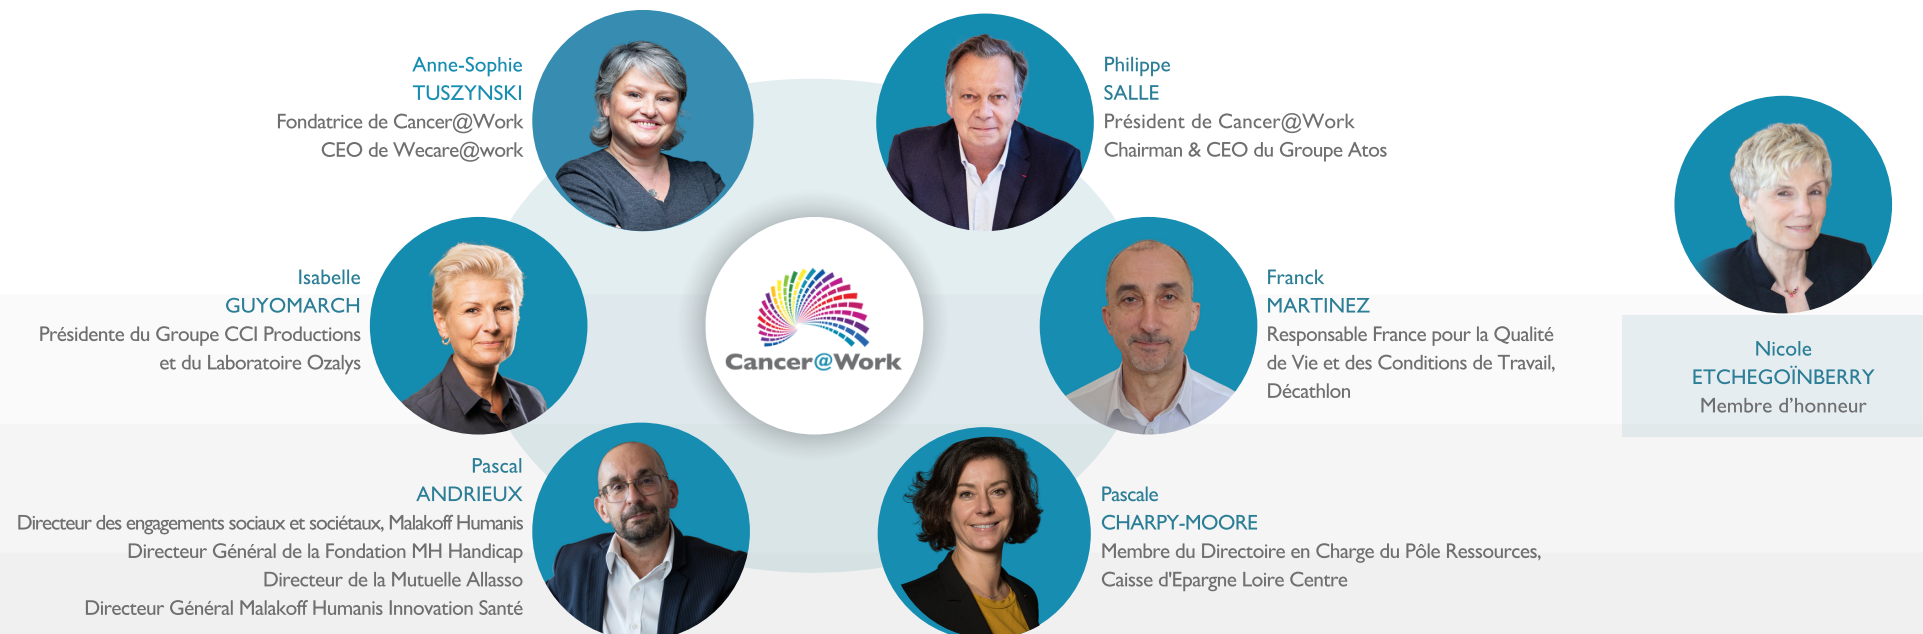 Anne-Sophie
TUSZYNSKI
Fondatrice de Cancer@Work
CEO de Wecare@work
Philippe
SALLE
Président de Cancer@Work
Chairman & CEO du Groupe Atos
Isabelle
GUYOMARCH
Présidente du Groupe CCI Productions
et du Laboratoire Ozalys
Cancer@Work
Franck
MARTINEZ
Responsable France pour la Qualité
de Vie et des Conditions de Travail,
Décathlon
Nicole
ETCHEGOÏNBERRY
Membre d’honneur
Pascal
ANDRIEUX
Directeur des engagements sociaux et sociétaux, Malakoff Humanis
Directeur Général de la Fondation MH Handicap
Directeur de la Mutuelle Allasso
Directeur Général Malakoff Humanis Innovation Santé
Pascale
CHARPY-MOORE
Membre du Directoire en Charge du Pôle Ressources,
Caisse d'Epargne Loire Centre